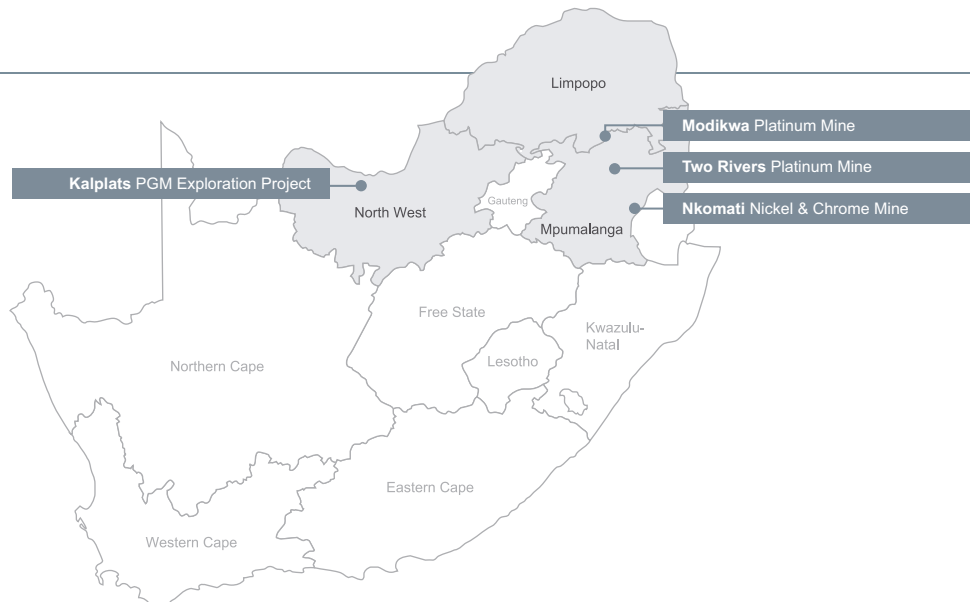 Limpopo
Modikwa Platinum Mine
Two Rivers Platinum Mine
Kalplats PGM Exploration Project
Gauteng
Nkomati Nickel & Chrome Mine
North West
Mpumalanga
Free State
Kwazulu-
Natal
Lesotho
Northern Cape
Eastern Cape
Western Cape